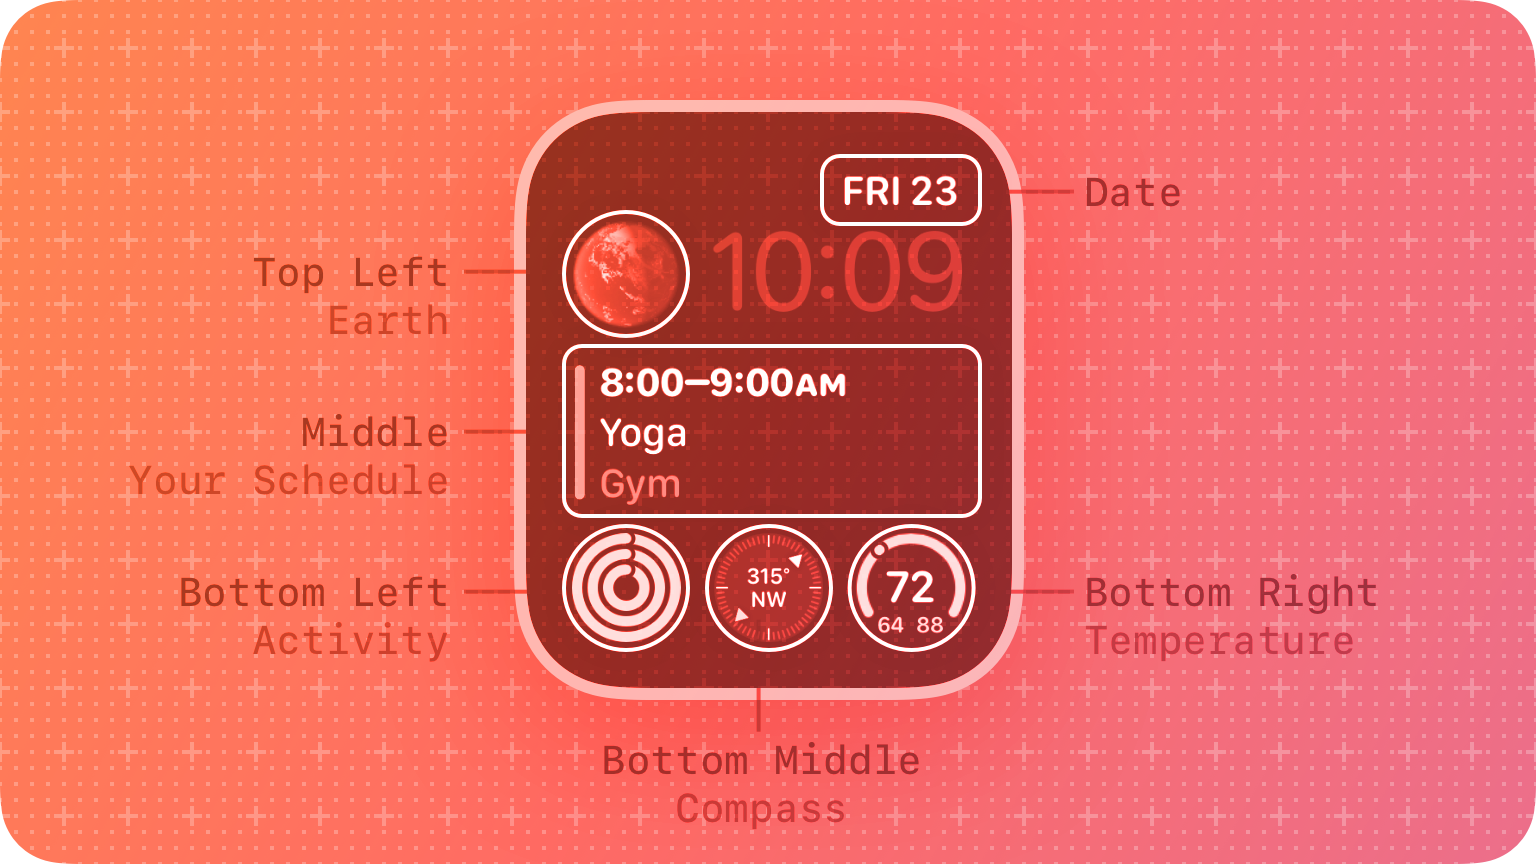 FRI 23
Date
10:09
Top Left
Earth
8:00–9:00AM
Yoga
Gym
Middle
Your Schedule
315°
NW
72
64 88
Bottom Left
Activity
Bottom Right
Temperature
Bottom Middle
Compass